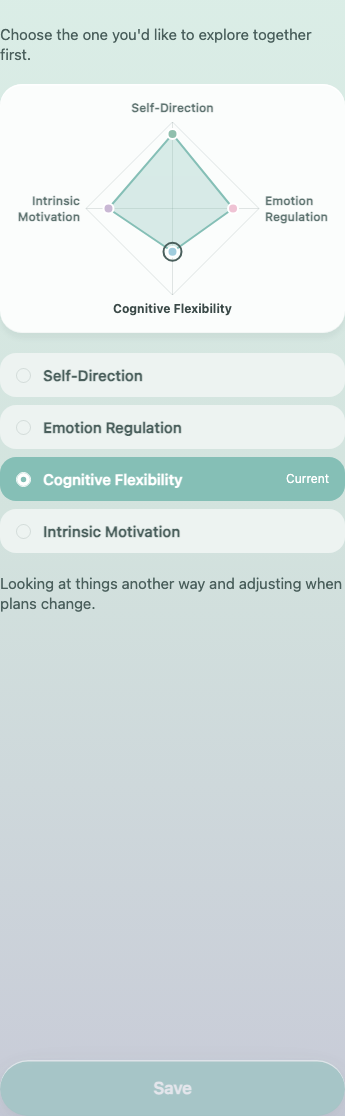 Choose the one you'd like to explore together
first.
Self-Direction
Intrinsic
Motivation
Emotion
Regulation
Cognitive Flexibility
Self-Direction
Emotion Regulation
Cognitive Flexibility Current
Intrinsic Motivation
Looking at things another way and adjusting when
plans change.
Save